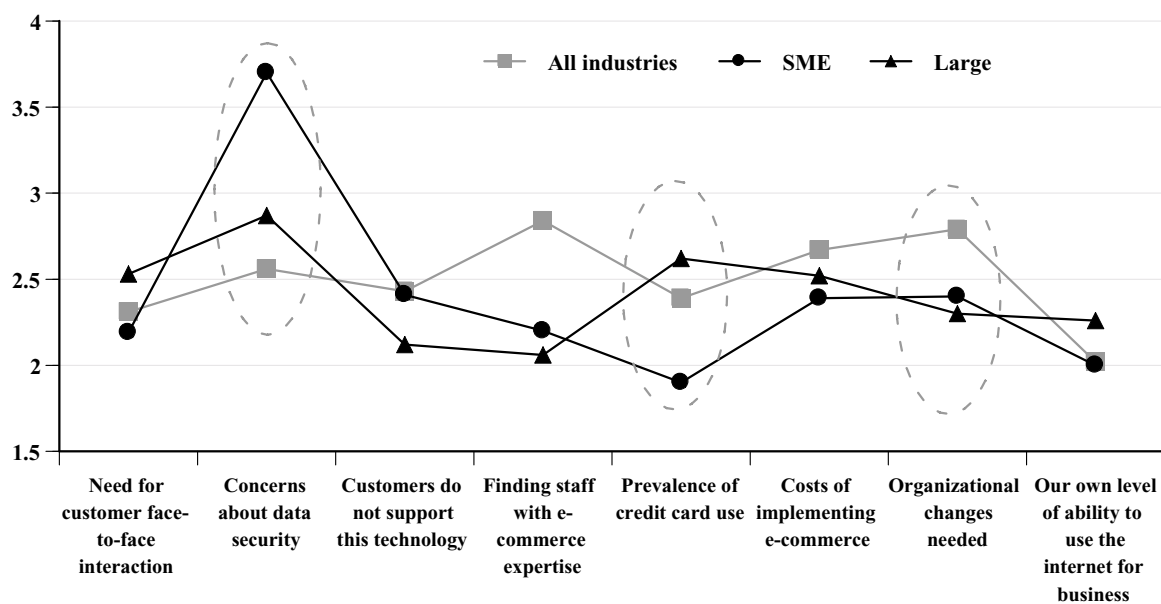 4
All industries SME Large
3.5
3
2.5
2
1.5
Need for
customer face-
to-face
interaction
Concerns
about data
security
Customers do
not support
this technology
Finding staff
with e-
commerce
expertise
Prevalence of
credit card use
Costs of
implementing
e-commerce
Organizational
changes
needed
Our own level
of ability to
use the
internet for
business